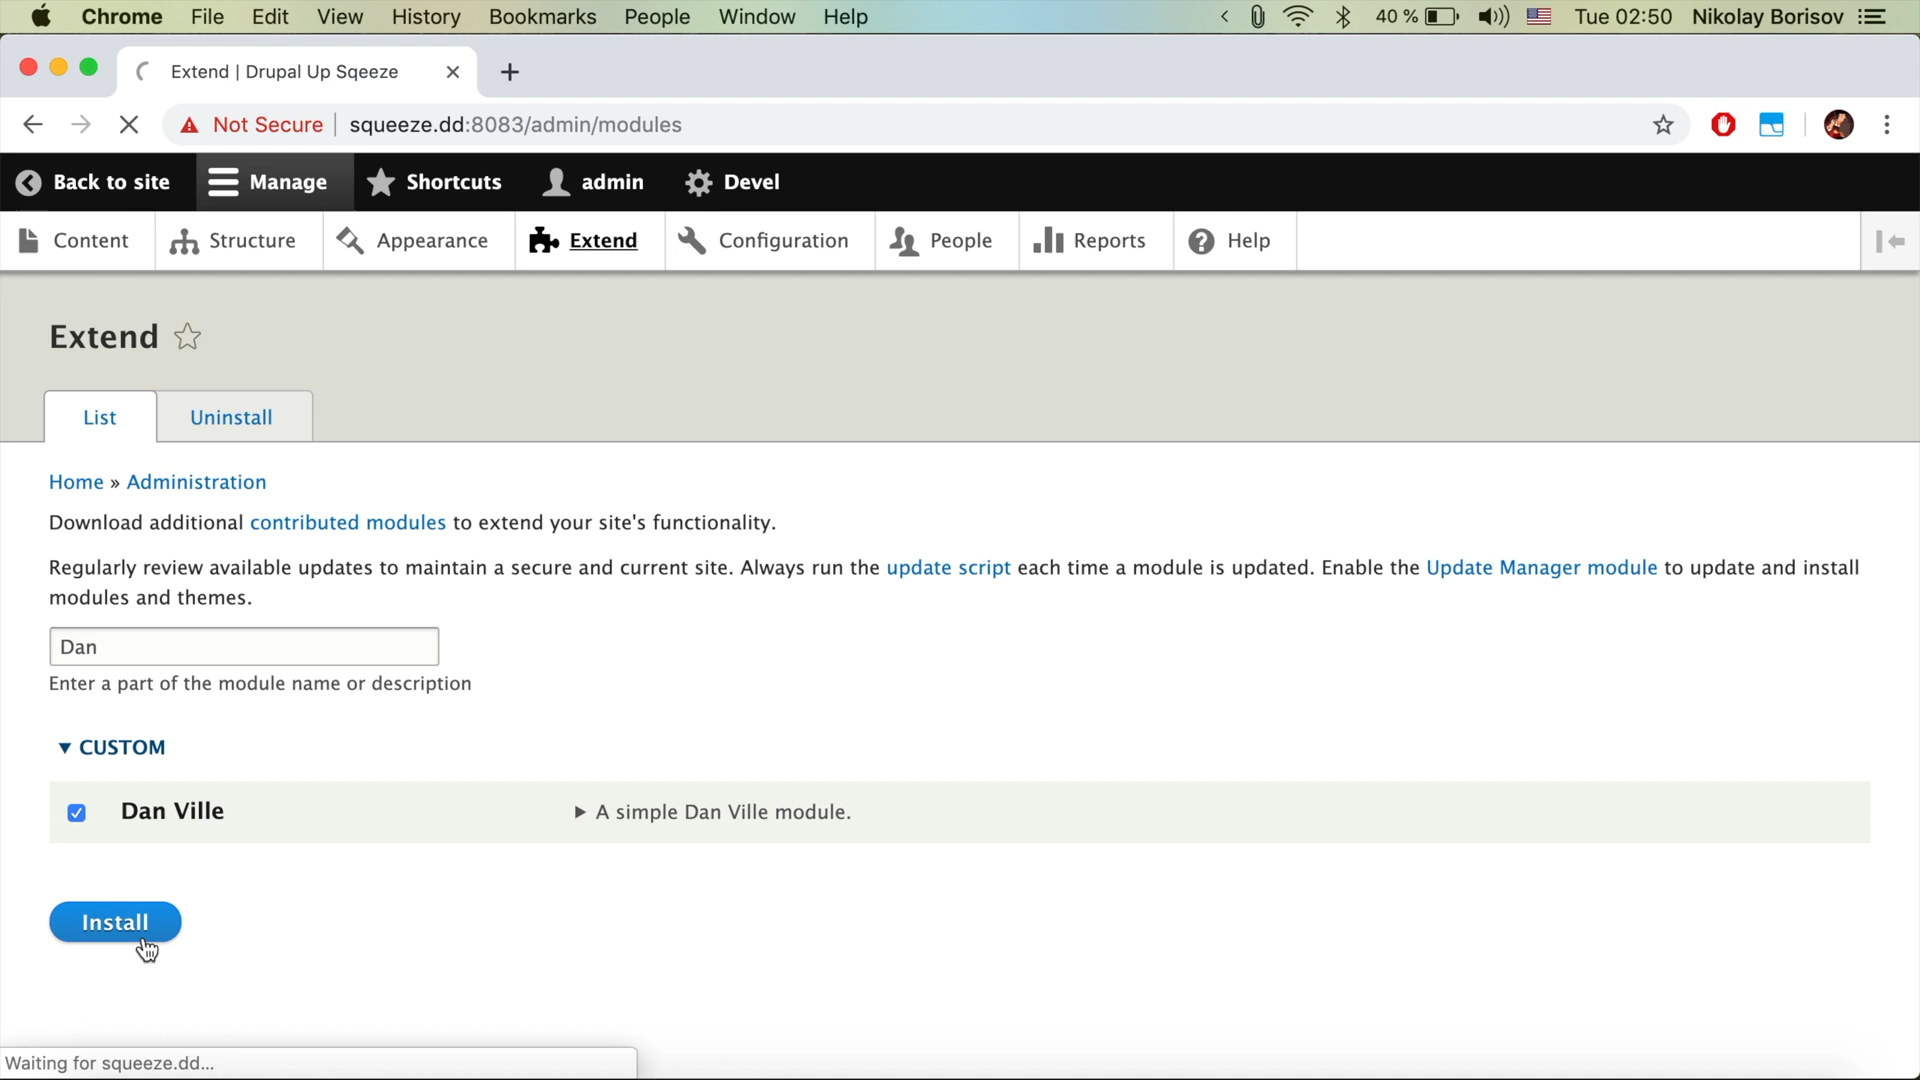 Chrome File Edit View History Bookmarks People Window Help 40 % Tue 02:50 Nikolay Borisov
Extend | Drupal Up Sqeeze
Not Secure squeeze.dd:8083/admin/modules
Back to site Manage Shortcuts admin Devel
Content Structure Appearance Extend Configuration People Reports Help
Extend
List Uninstall
Home » Administration
Download additional contributed modules to extend your site's functionality.
Regularly review available updates to maintain a secure and current site. Always run the update script each time a module is updated. Enable the Update Manager module to update and install
modules and themes.
Dan
Enter a part of the module name or description
CUSTOM
Dan Ville A simple Dan Ville module.
Install
Waiting for squeeze.dd...